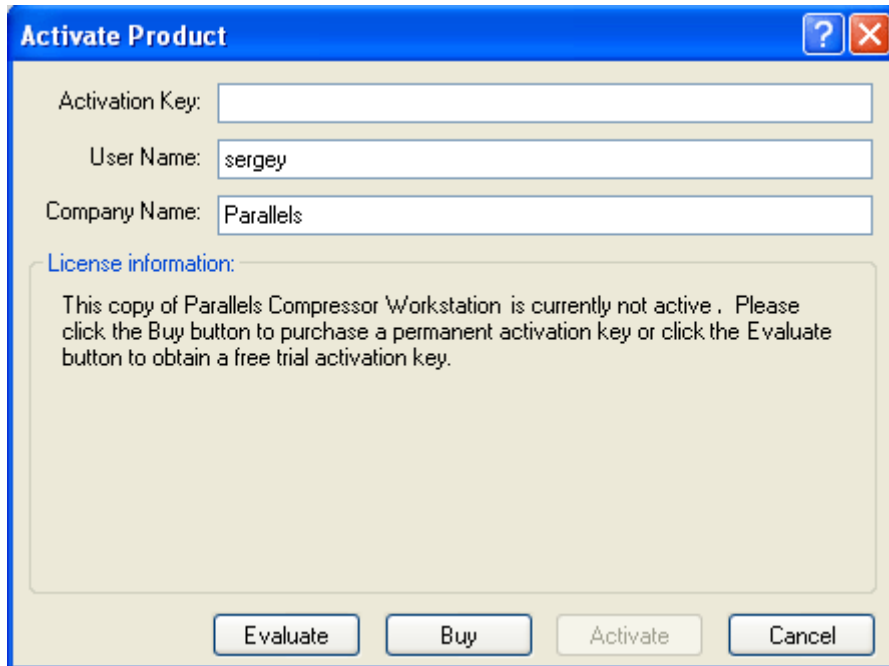 Activate Product
Activation Key:
User Name: sergey
Company Name: Parallels
License information:
This copy of Parallels Compressor Workstation is currently not active. Please
click the Buy button to purchase a permanent activation key or click the Evaluate
button to obtain a free trial activation key.
Evaluate Buy Activate Cancel